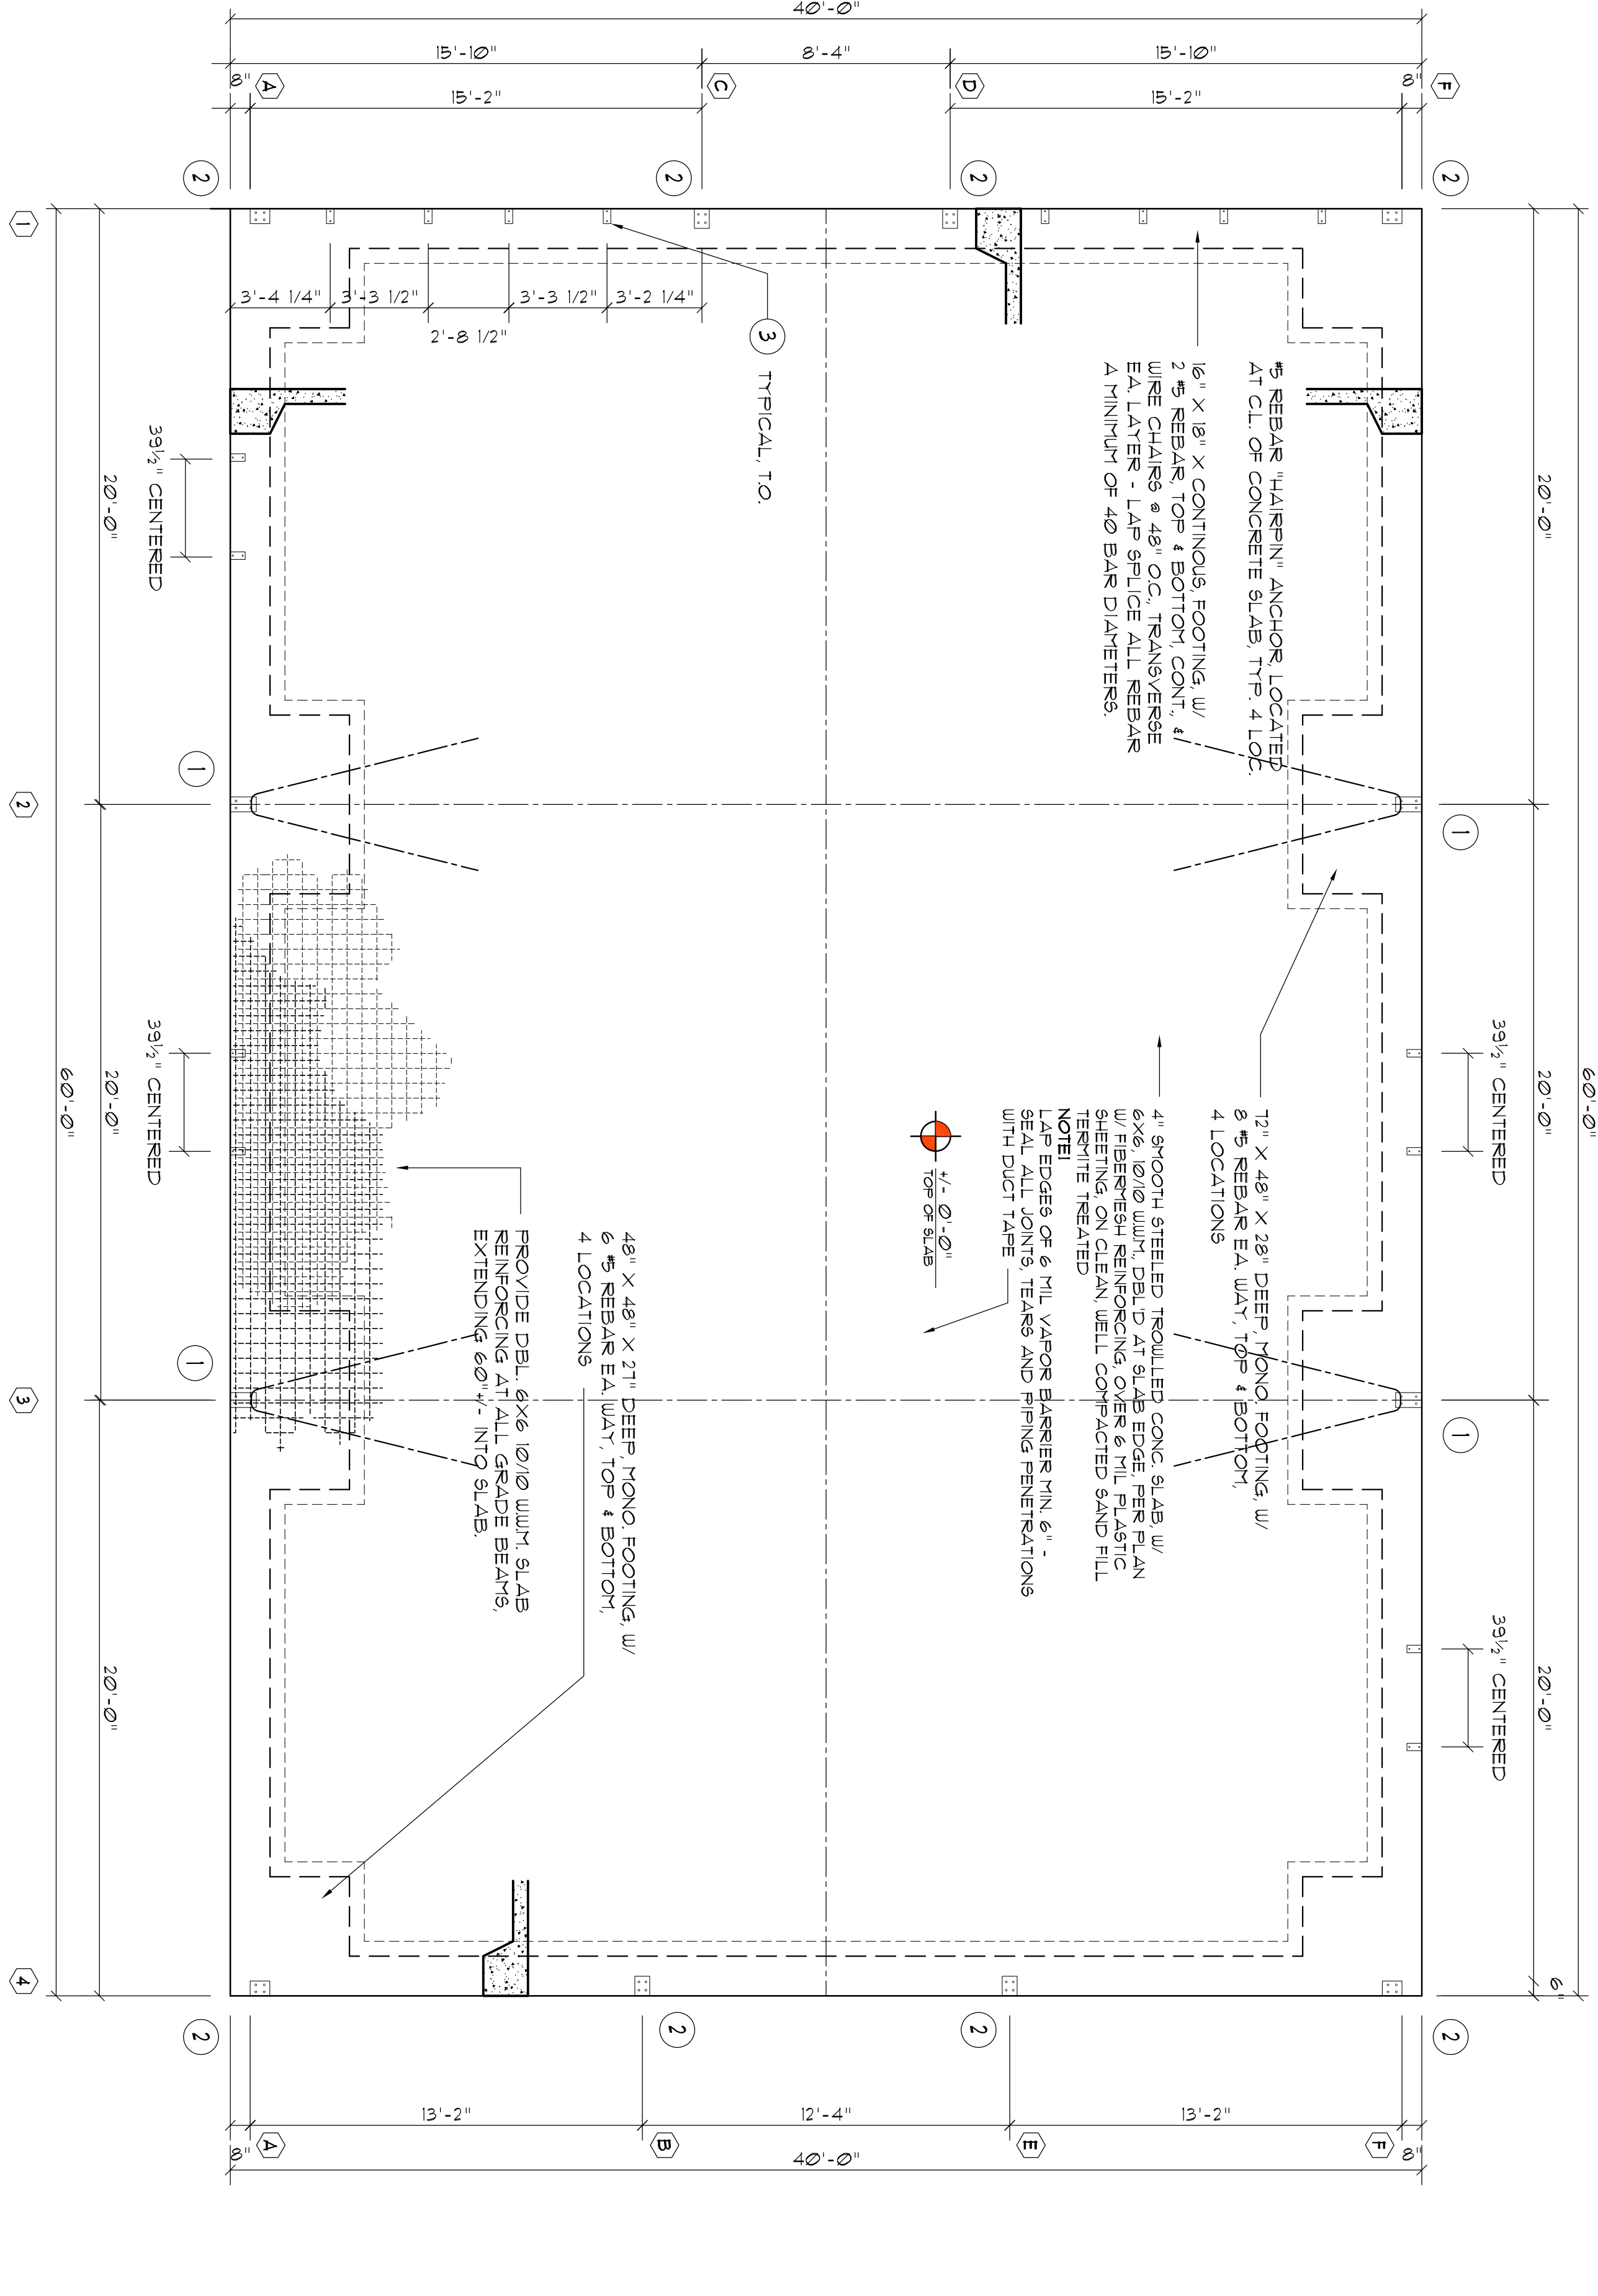 40'-0"
15'-10"
8'-4"
15'-10"
8"
A
15'-2"
C
D
15'-2"
8"
F
2
2
2
2
1
3'-4 1/4"
3'-3 1/2"
2'-8 1/2"
3'-3 1/2"
3'-2 1/4"
3
TYPICAL, T.O.
#5 REBAR "HAIRPIN" ANCHOR, LOCATED
AT C.L. OF CONCRETE SLAB, TYP. 4 LOC.
16" X 18" X CONTINOUS, FOOTING, W/
2 #5 REBAR, TOP & BOTTOM, CONT., &
WIRE CHAIRS @ 48" O.C., TRANSVERSE
EA. LAYER - LAP SPLICE ALL REBAR
A MINIMUM OF 40 BAR DIAMETERS.
60'-0"
20'-0"
20'-0"
20'-0"
6"
39½" CENTERED
39½" CENTERED
1
1
72" X 48" X 28" DEEP, MONO. FOOTING, W/
8 #5 REBAR EA. WAY, TOP & BOTTOM,
4 LOCATIONS
4" SMOOTH STEELED TROWLLED CONC. SLAB, W/
6X6, 10/10 W.W.M., DBL'D AT SLAB EDGE, PER PLAN
W/ FIBERMESH REINFORCING, OVER 6 MIL PLASTIC
SHEETING, ON CLEAN, WELL COMPACTED SAND FILL
TERMITE TREATED
NOTE!
LAP EDGES OF 6 MIL VAPOR BARRIER MIN. 6" -
SEAL ALL JOINTS, TEARS AND PIPING PENETRATIONS
WITH DUCT TAPE
+/- 0'-0"
TOP OF SLAB
48" X 48" X 27" DEEP, MONO. FOOTING, W/
6 #5 REBAR EA. WAY, TOP & BOTTOM,
4 LOCATIONS
PROVIDE DBL. 6X6 10/10 W.W.M. SLAB
REINFORCING AT ALL GRADE BEAMS,
EXTENDING 60"+/- INTO SLAB.
39½" CENTERED
39½" CENTERED
1
1
20'-0"
20'-0"
20'-0"
60'-0"
2
3
4
2
2
2
2
8"
A
13'-2"
B
12'-4"
E
13'-2"
F
8"
40'-0"